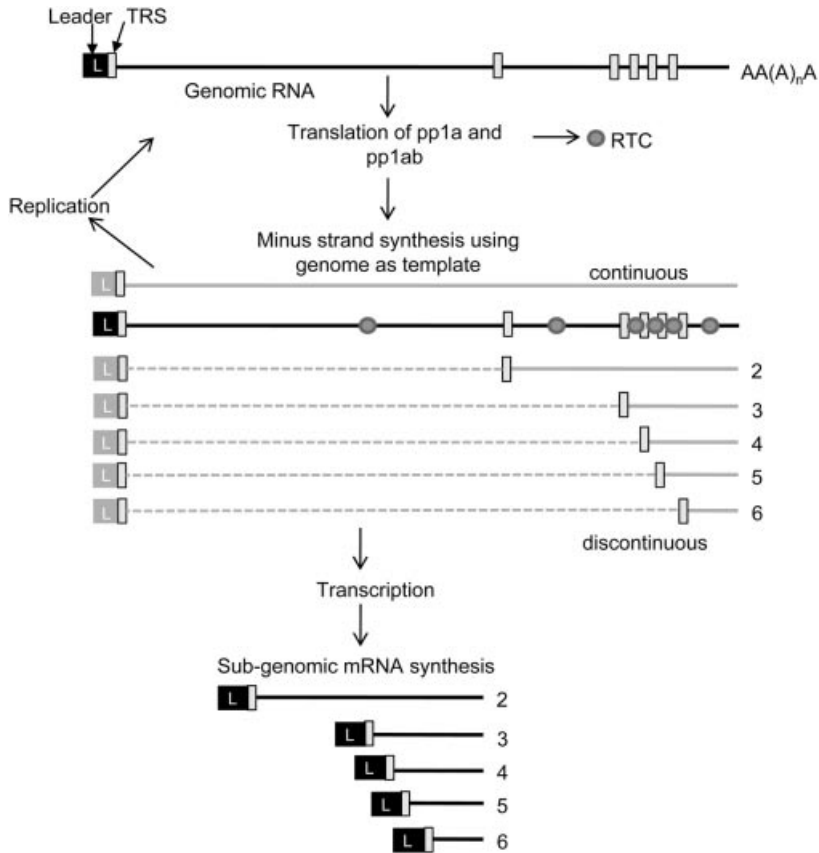 Leader TRS
L
AA(A)nA
Genomic RNA
Translation of pp1a and
pp1ab
RTC
Replication
Minus strand synthesis using
genome as template
continuous
L
L
L 2
L 3
L 4
L 5
L 6
discontinuous
Transcription
Sub-genomic mRNA synthesis
L 2
L 3
L 4
L 5
L 6